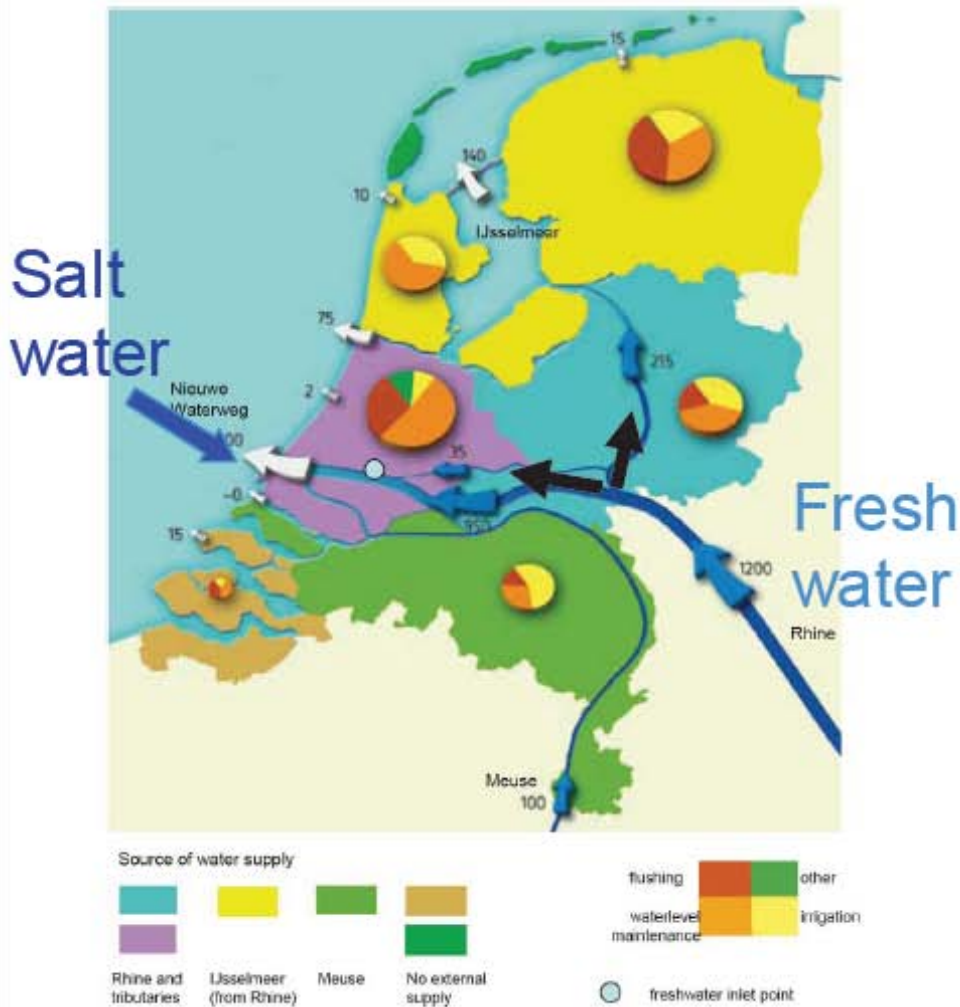 15
140
10
IJsselmeer
Salt
water
75
Nieuwe
Waterweg
2
215
35
-0
15
Fresh
water
1200
Rhine
Meuse
100
Source of water supply
Rhine and
tributaries
IJsselmeer
(from Rhine)
Meuse
No external
supply
flushing
other
waterlevel
maintenance
irrigation
freshwater inlet point